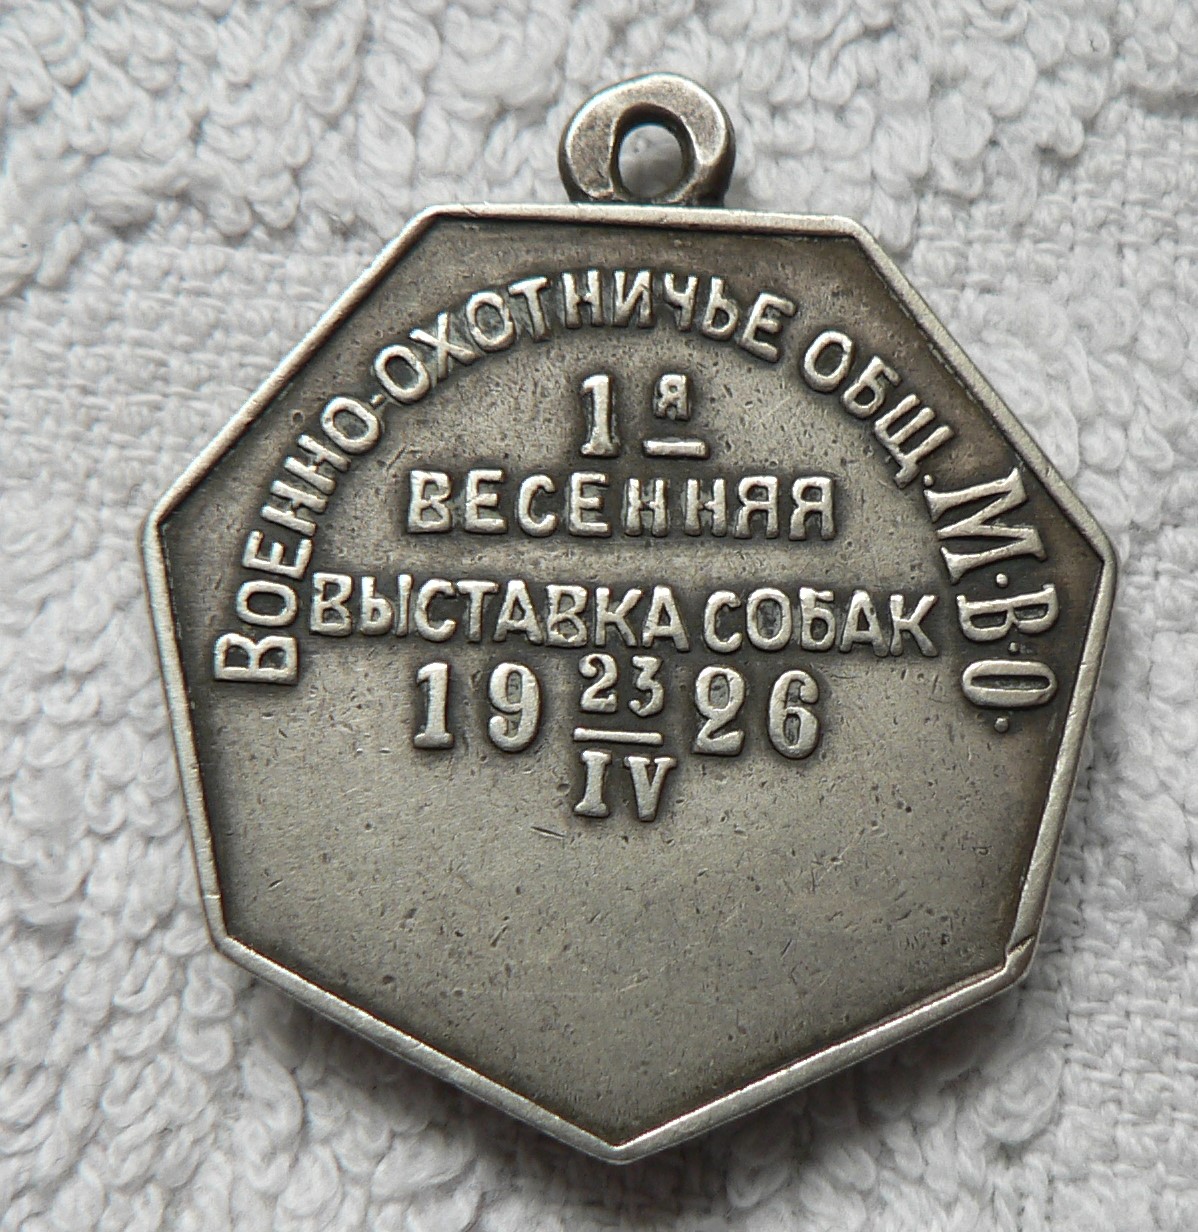 ВОЕННО-ОХОТНИЧЬЕ ОБЩ. М.В.О.
1я
ВЕСЕННЯЯ
ВЫСТАВКА СОБАК
19 23/IV 26